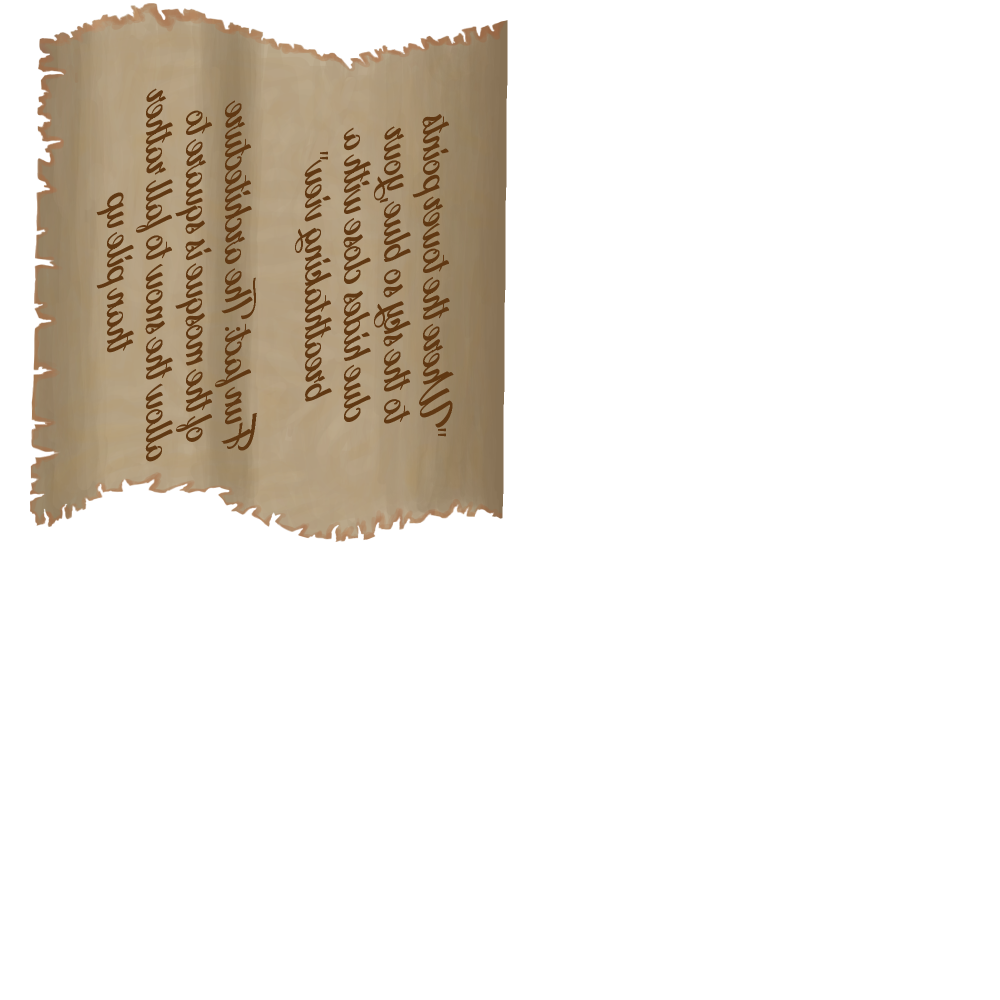 "Where the tower points
to the sky so blue, your
clue hides close with a
breathtaking view"
Fun fact: The architecture
of the mosque is square to
allow the snow to fall rather
than pile up